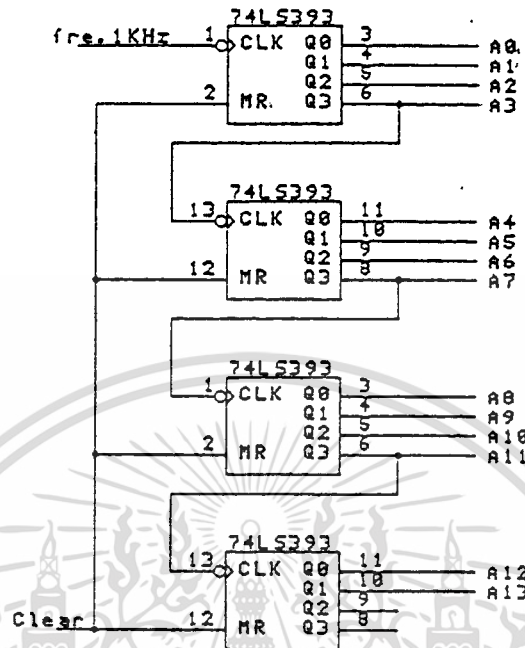 74LS393
fre.1KHz 1 CLK Q0 3 A0
Q1 4 A1
Q2 5 A2
2 MR Q3 6 A3
74LS393
13 CLK Q0 11 A4
Q1 10 A5
Q2 9 A6
12 MR Q3 8 A7
74LS393
1 CLK Q0 3 A8
Q1 4 A9
Q2 5 A10
2 MR Q3 6 A11
74LS393
13 CLK Q0 11 A12
Q1 10 A13
Q2 9
Clear 12 MR Q3 8